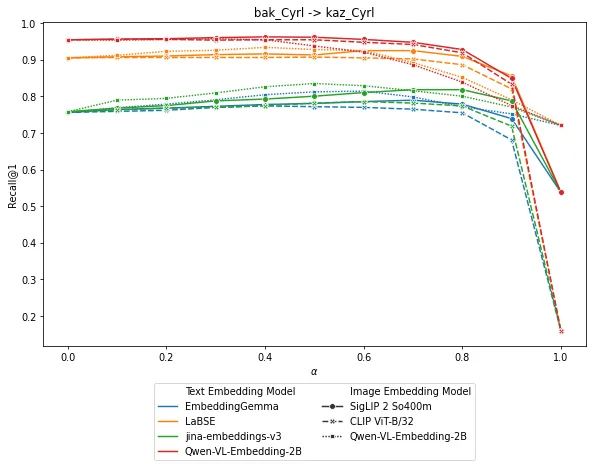 bak_Cyrl -> kaz_Cyrl
1.0
0.9
0.8
0.7
0.6
0.5
0.4
0.3
0.2
Recall@1
0.0 0.2 0.4 0.6 0.8 1.0
α
Text Embedding Model Image Embedding Model
EmbeddingGemma SigLIP 2 So400m
LaBSE CLIP ViT-B/32
jina-embeddings-v3 Qwen-VL-Embedding-2B
Qwen-VL-Embedding-2B